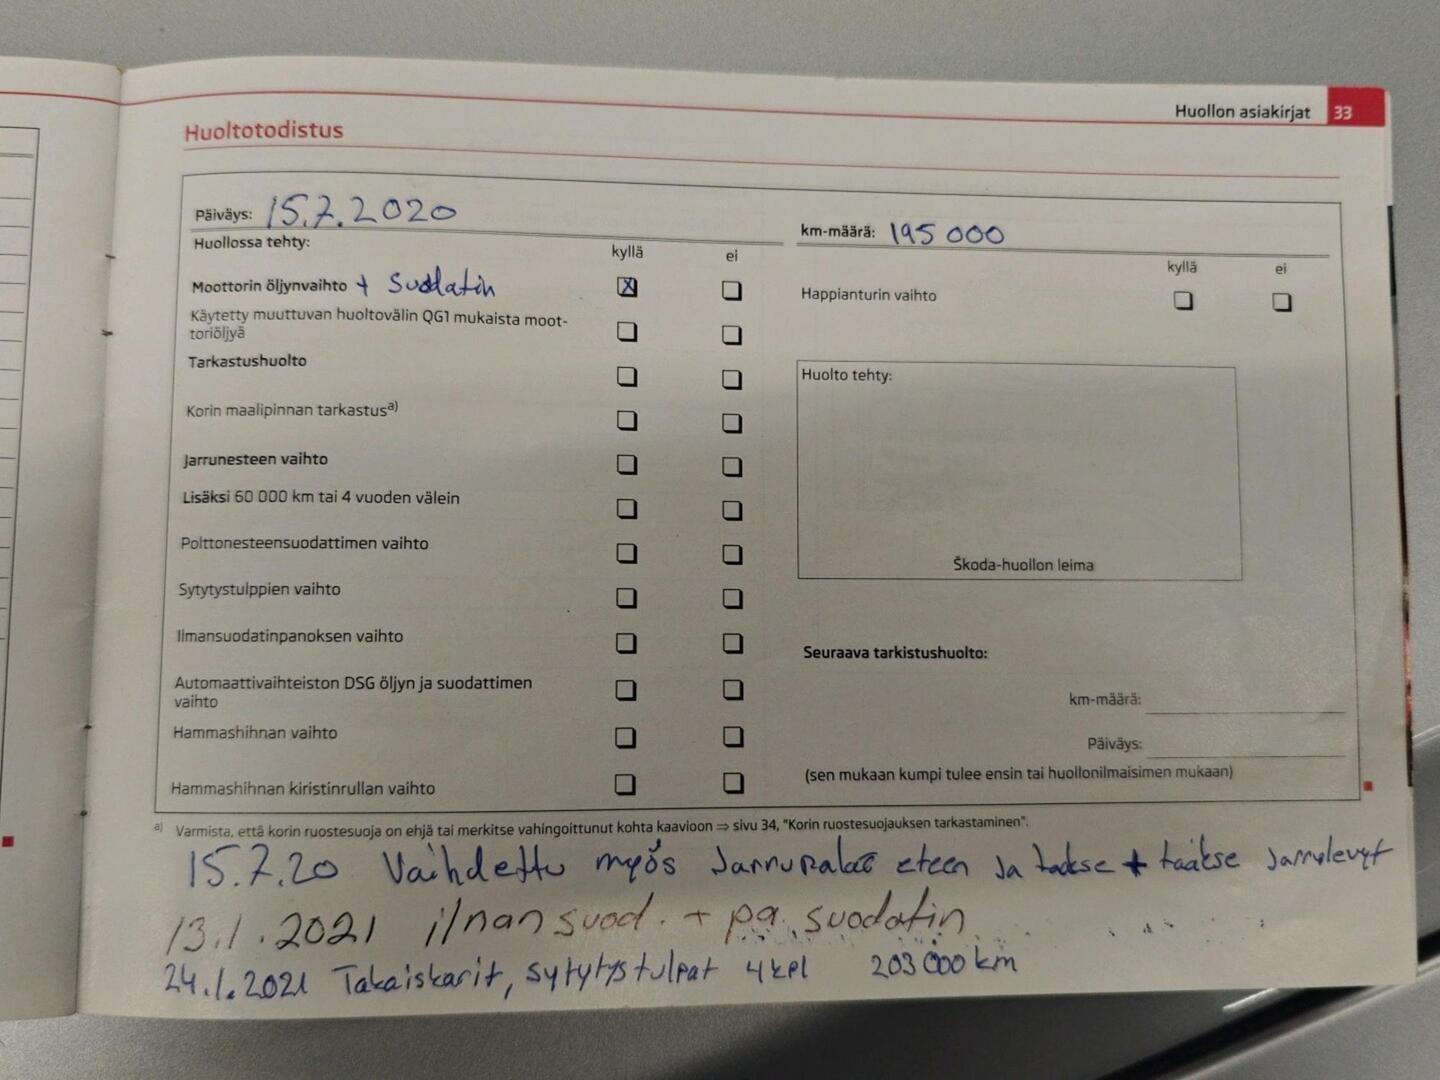 Huollon asiakirjat 33
Huoltotodistus
Päiväys: 15.7.2020
km-määrä: 195 000
Huollossa tehty: kyllä ei
kyllä ei
Moottorin öljynvaihto + Suodatin
Happianturin vaihto
Käytetty muuttuvan huoltovälin QG1 mukaista moot-
toriöljyä
Tarkastushuolto
Korin maalipinnan tarkastusa)
Jarrunesteen vaihto
Lisäksi 60 000 km tai 4 vuoden välein
Polttonesteensuodattimen vaihto
Sytytystulppien vaihto
Ilmansuodatinpanoksen vaihto
Automaattivaihteiston DSG öljyn ja suodattimen
vaihto
Hammashihnan vaihto
Hammashihnan kiristinrullan vaihto
Huolto tehty:
Škoda-huollon leima
Seuraava tarkistushuolto:
km-määrä:
Päiväys:
(sen mukaan kumpi tulee ensin tai huollonilmaisimen mukaan)
a) Varmista, että korin ruostesuoja on ehjä tai merkitse vahingoittunut kohta kaavioon ⇒ sivu 34, "Korin ruostesuojauksen tarkastaminen".
15.7.20 Vaihdettu myös Jarrupalat eteen ja taakse + taakse Jarrulevyt
13.1.2021 ilman suod. + pa. suodatin
24.1.2021 Takaiskarit, sytytystulpat 4 kpl 203 000 km